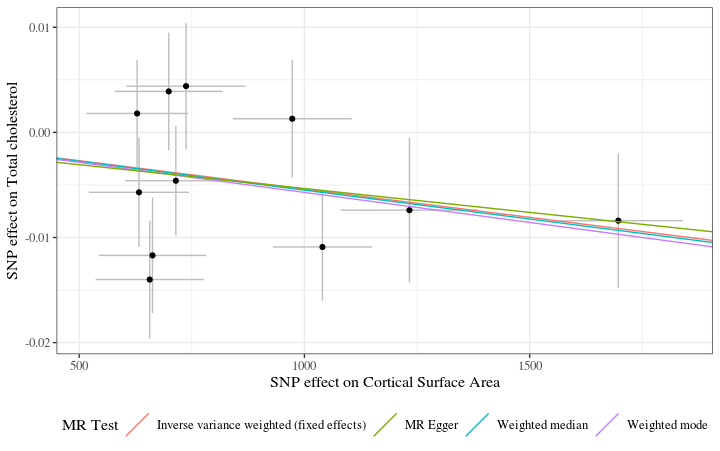 SNP effect on Total cholesterol
0.01
0.00
-0.01
-0.02
500
1000
1500
SNP effect on Cortical Surface Area
MR Test
Inverse variance weighted (fixed effects)
MR Egger
Weighted median
Weighted mode